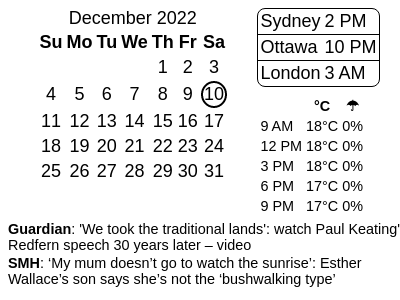 December 2022
Su Mo Tu We Th Fr Sa
1 2 3
4 5 6 7 8 9 10
11 12 13 14 15 16 17
18 19 20 21 22 23 24
25 26 27 28 29 30 31
Sydney 2 PM
Ottawa 10 PM
London 3 AM
°C ☂
9 AM 18°C 0%
12 PM 18°C 0%
3 PM 18°C 0%
6 PM 17°C 0%
9 PM 17°C 0%
Guardian: 'We took the traditional lands': watch Paul Keating'
Redfern speech 30 years later – video
SMH: ‘My mum doesn’t go to watch the sunrise’: Esther
Wallace’s son says she’s not the ‘bushwalking type’